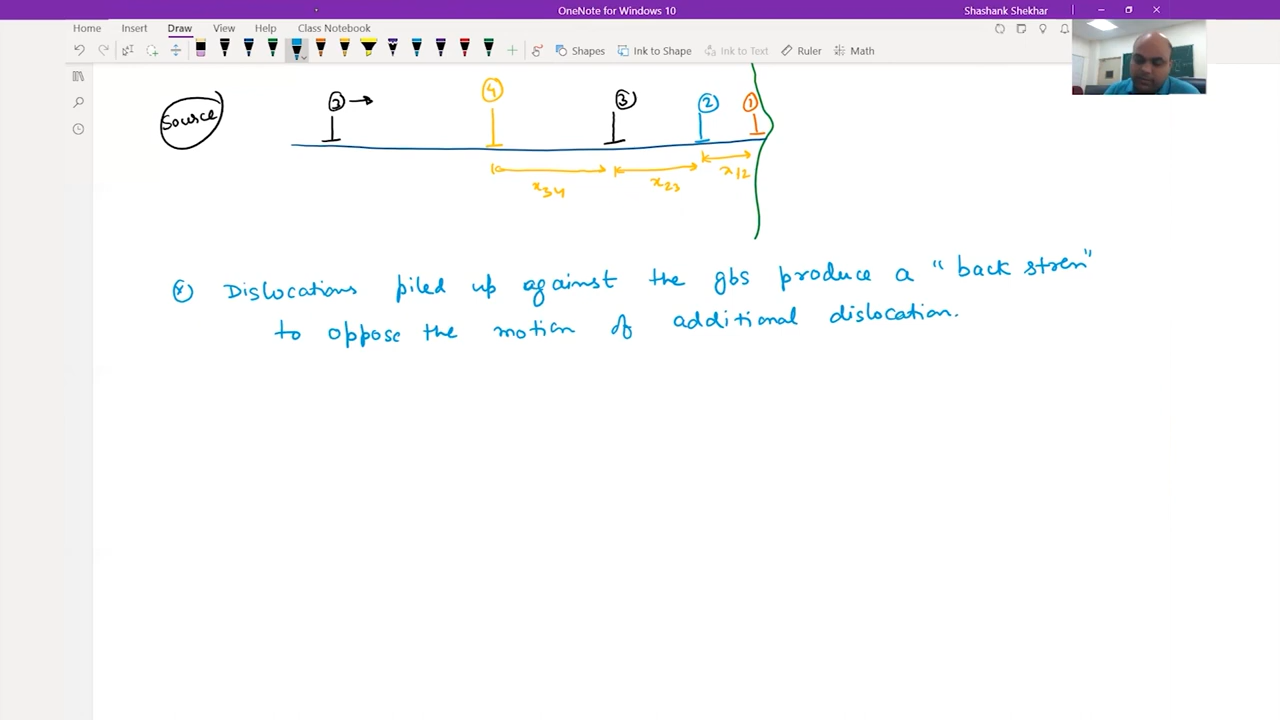 OneNote for Windows 10
Shashank Shekhar
Home Insert Draw View Help Class Notebook
Shapes Ink to Shape Ink to Text Ruler Math
Source
④ ③ ② ①
x34 x23 x12
Dislocations piled up against the gbs produce a "back stress"
to oppose the motion of additional dislocation.